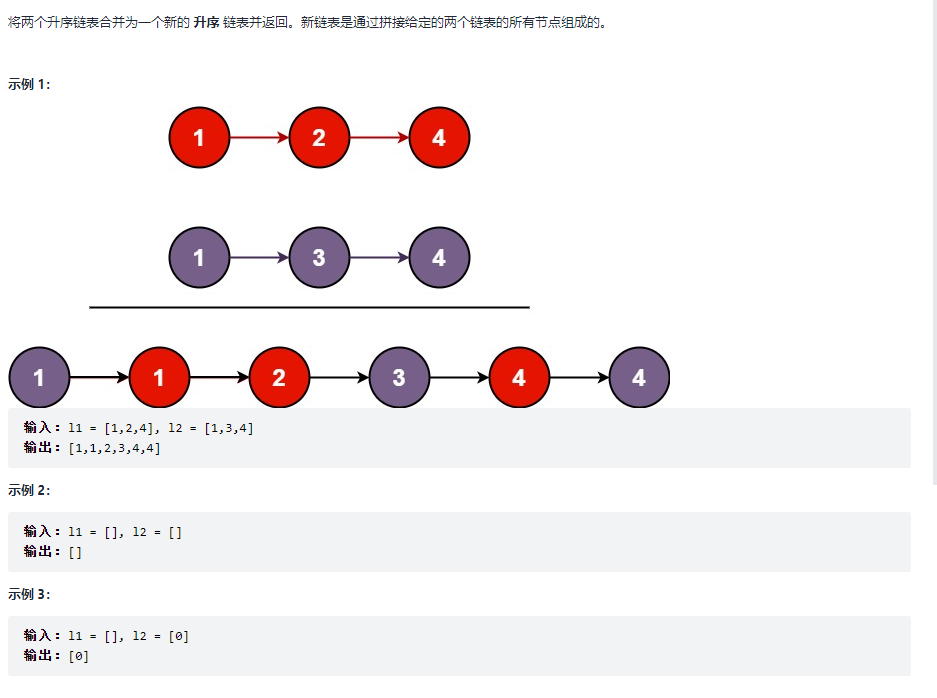 将两个升序链表合并为一个新的 升序 链表并返回。新链表是通过拼接给定的两个链表的所有节点组成的。
示例 1：
1 2 4
1 3 4
1 1 2 3 4 4
输入：l1 = [1,2,4], l2 = [1,3,4]
输出：[1,1,2,3,4,4]
示例 2：
输入：l1 = [], l2 = []
输出：[]
示例 3：
输入：l1 = [], l2 = [0]
输出：[0]